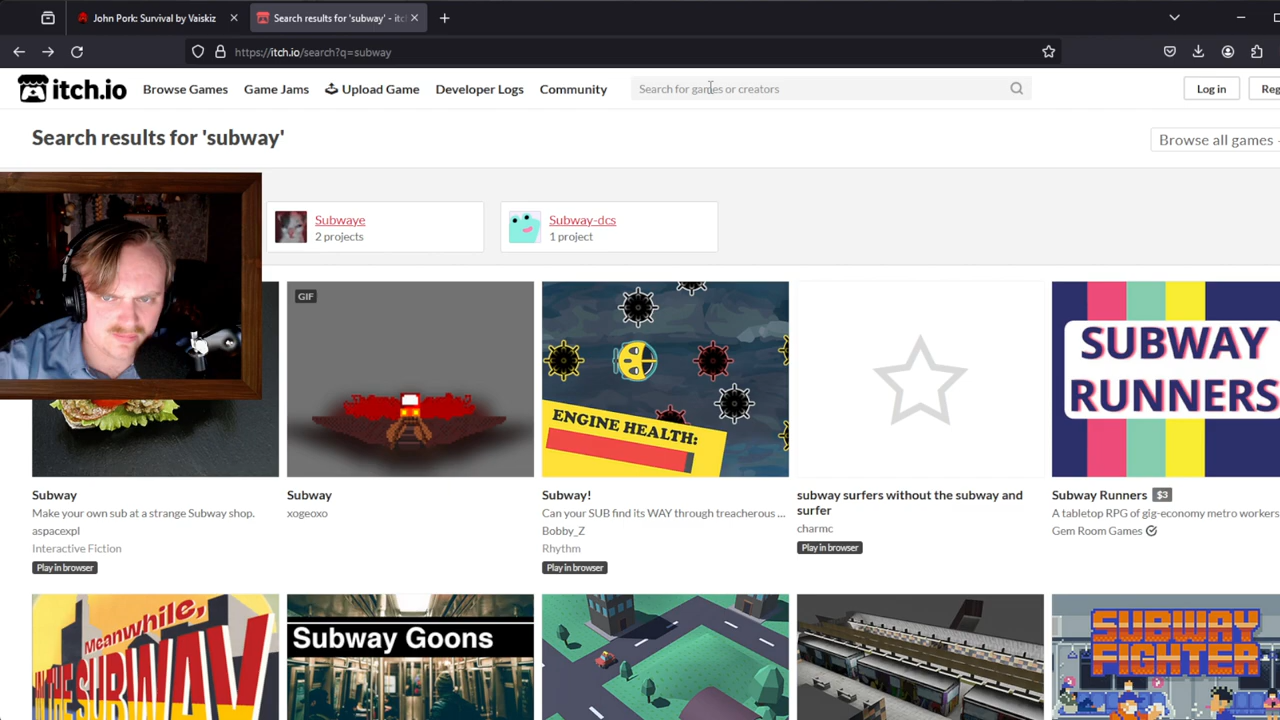 John Pork: Survival by Vaiskiz
Search results for 'subway' - itc
https://itch.io/search?q=subway
itch.io
Browse Games
Game Jams
Upload Game
Developer Logs
Community
Search for games or creators
Log in
Reg
Search results for 'subway'
Browse all games
Subwaye
2 projects
Subway-dcs
1 project
GIF
ENGINE HEALTH:
SUBWAY
RUNNERS
Subway
Make your own sub at a strange Subway shop.
aspacexpl
Interactive Fiction
Play in browser
Subway
xogeoxo
Subway!
Can your SUB find its WAY through treacherous ...
Bobby_Z
Rhythm
Play in browser
subway surfers without the subway and
surfer
charmc
Play in browser
Subway Runners $3
A tabletop RPG of gig-economy metro workers
Gem Room Games
Meanwhile,
IN THE SUBWAY
Subway Goons
SUBWAY
FIGHTER